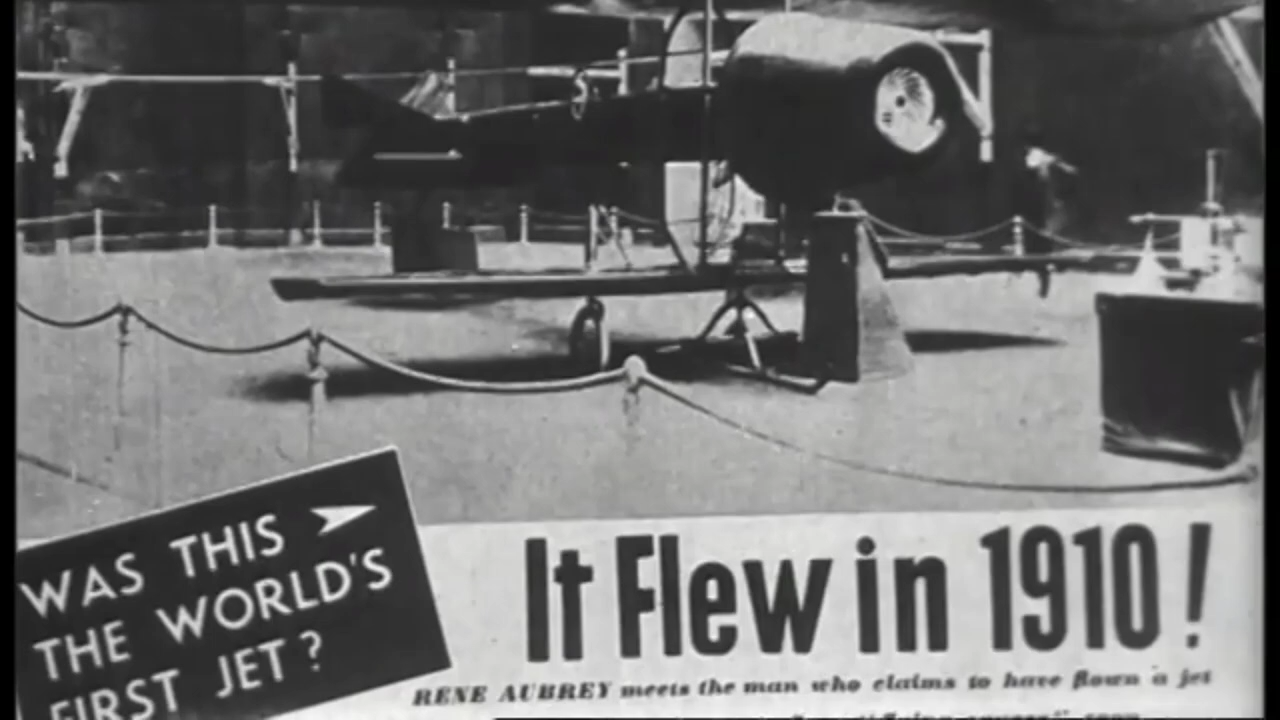 WAS THIS
THE WORLD'S
FIRST JET?
It Flew in 1910!
RENE AUBREY meets the man who claims to have flown a jet